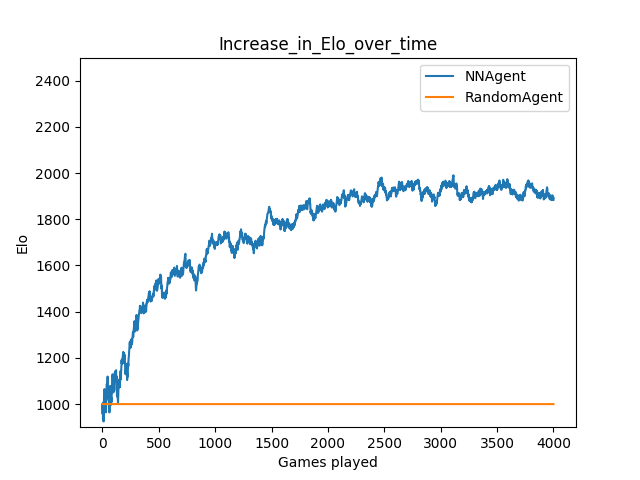 Increase_in_Elo_over_time
NNAgent
RandomAgent
2400
2200
2000
1800
1600
1400
1200
1000
Elo
0 500 1000 1500 2000 2500 3000 3500 4000
Games played